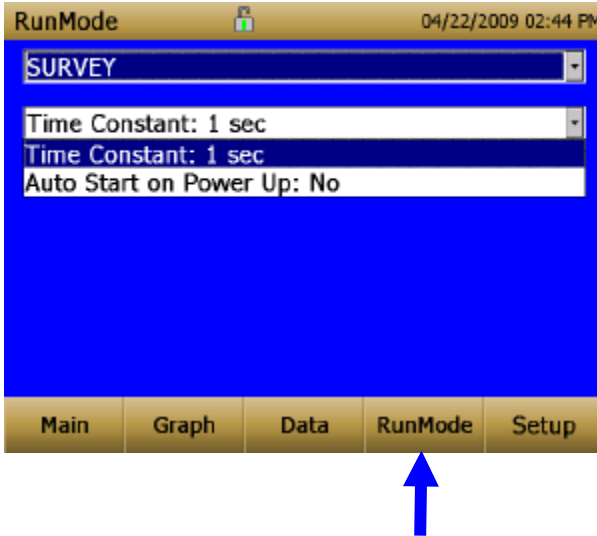 RunMode 04/22/2009 02:44 PM
SURVEY
Time Constant: 1 sec
Time Constant: 1 sec
Auto Start on Power Up: No
Main Graph Data RunMode Setup